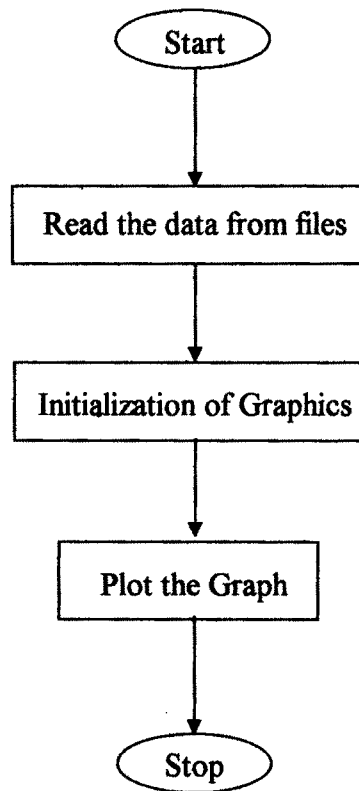 Start
Read the data from files
Initialization of Graphics
Plot the Graph
Stop